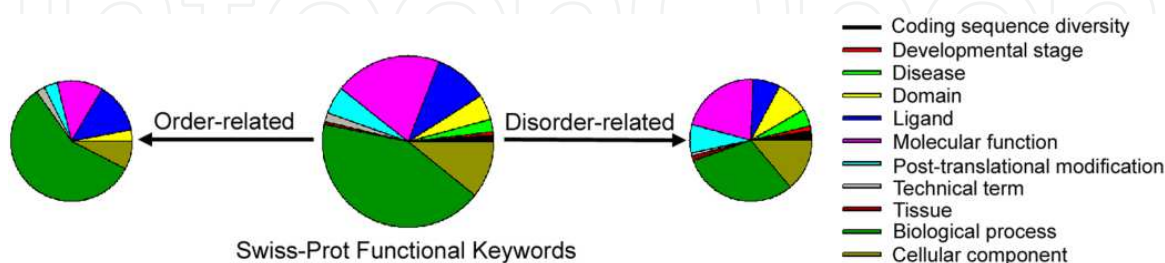 Order-related
Disorder-related
Swiss-Prot Functional Keywords
Coding sequence diversity
Developmental stage
Disease
Domain
Ligand
Molecular function
Post-translational modification
Technical term
Tissue
Biological process
Cellular component